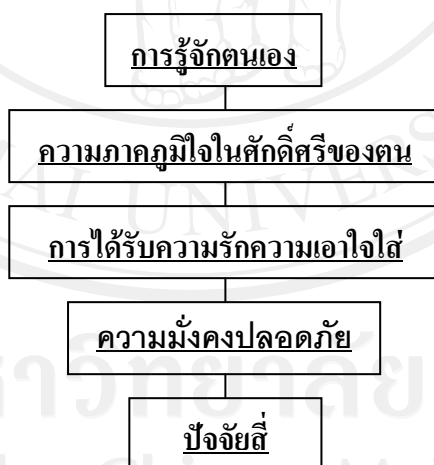 การรู้จักตนเอง
ความภาคภูมิใจในศักดิ์ศรีของตน
การได้รับความรักความเอาใจใส่
ความมั่งคงปลอดภัย
ปัจจัยสี่